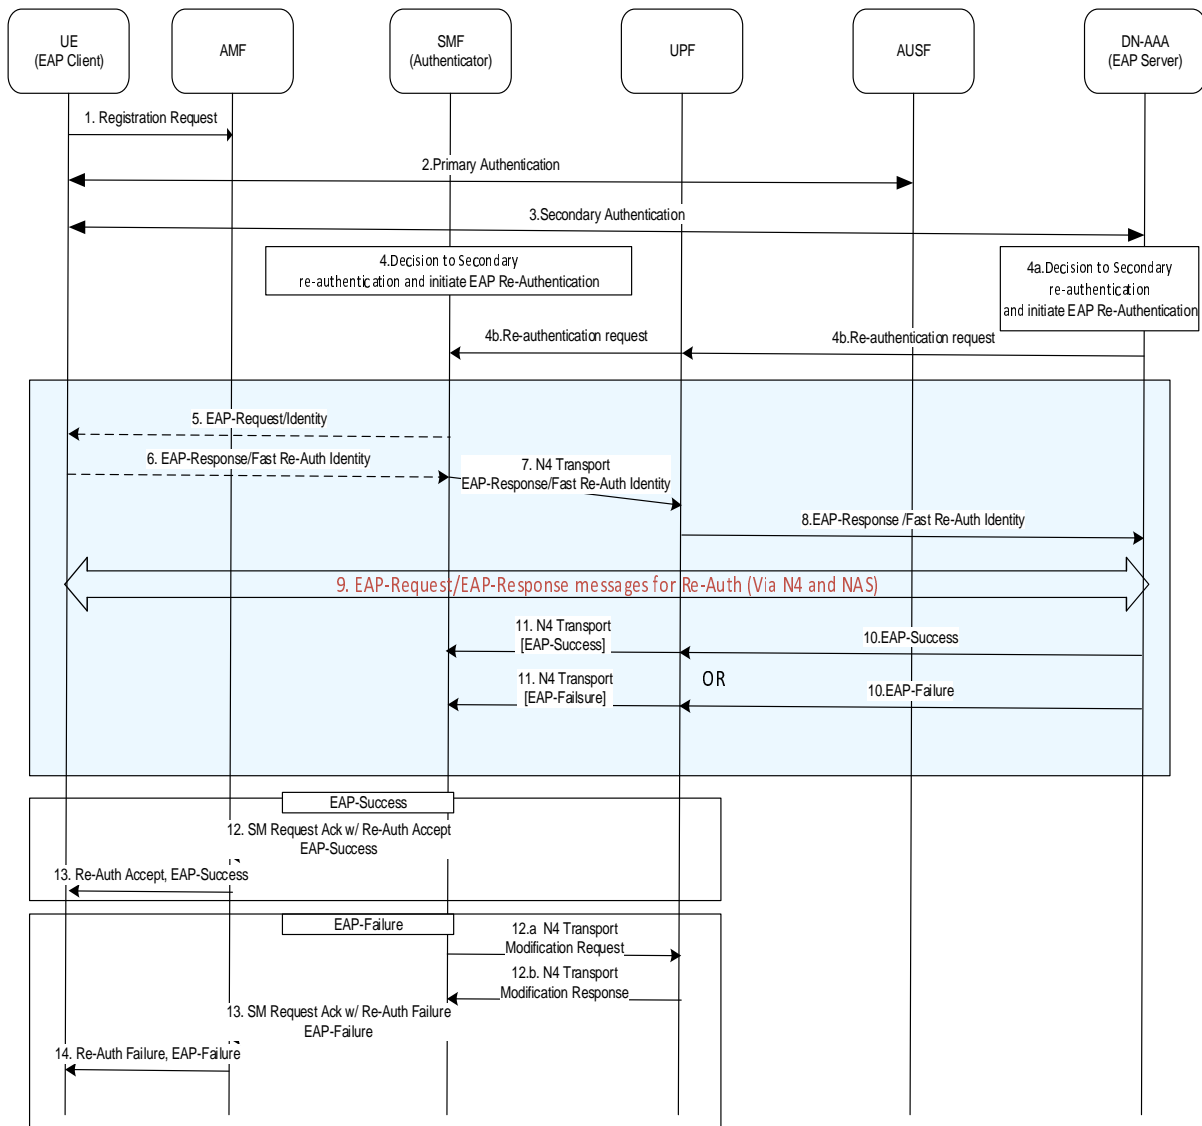 UE
(EAP Client)
AMF
SMF
(Authenticator)
UPF
AUSF
DN-AAA
(EAP Server)
1. Registration Request
2.Primary Authentication
3.Secondary Authentication
4.Decision to Secondary
re-authentication and initiate EAP Re-Authentication
4a.Decision to Secondary
re-authentication
and initiate EAP Re-Authentication
4b.Re-authentication request
4b.Re-authentication request
5. EAP-Request/Identity
6. EAP-Response/Fast Re-Auth Identity
7. N4 Transport
EAP-Response/Fast Re-Auth Identity
8.EAP-Response /Fast Re-Auth Identity
9. EAP-Request/EAP-Response messages for Re-Auth (Via N4 and NAS)
11. N4 Transport
[EAP-Success]
10.EAP-Success
OR
11. N4 Transport
[EAP-Failsure]
10.EAP-Failure
EAP-Success
12. SM Request Ack w/ Re-Auth Accept
EAP-Success
13. Re-Auth Accept, EAP-Success
EAP-Failure
12.a N4 Transport
Modification Request
12.b. N4 Transport
Modification Response
13. SM Request Ack w/ Re-Auth Failure
EAP-Failure
14. Re-Auth Failure, EAP-Failure